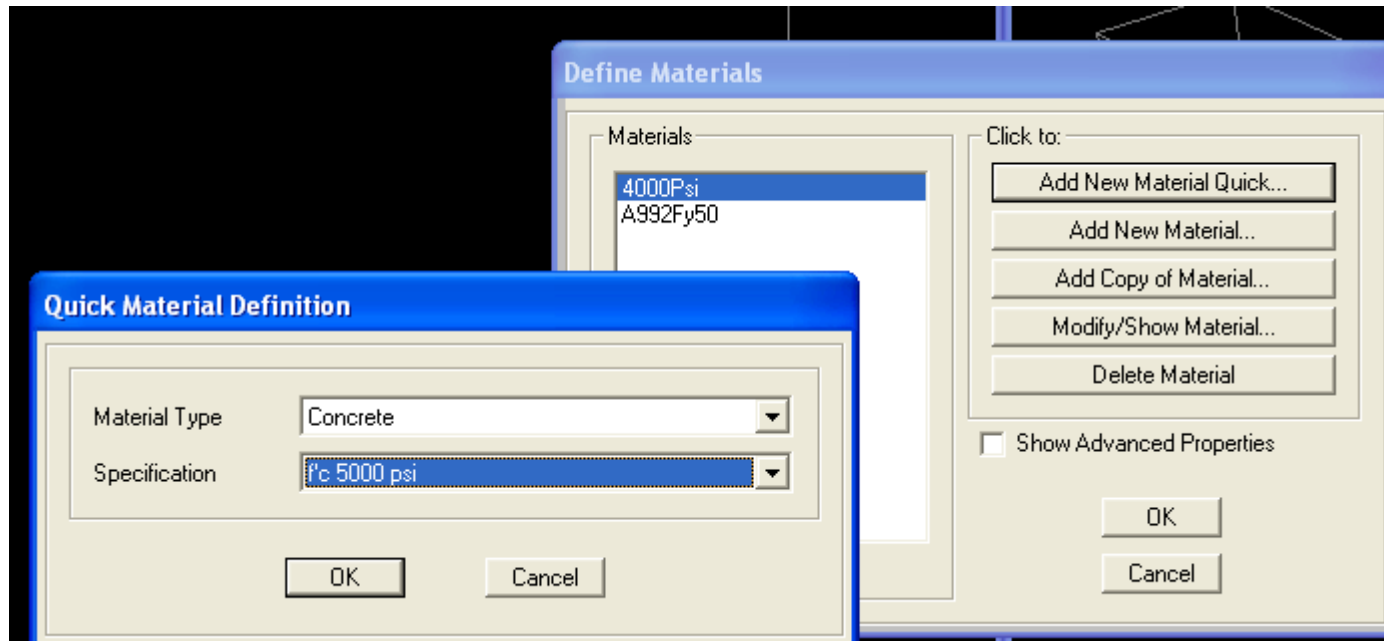 Define Materials
Materials
4000Psi
A992Fy50
Click to:
Add New Material Quick...
Add New Material...
Add Copy of Material...
Modify/Show Material...
Delete Material
Show Advanced Properties
OK
Cancel
Quick Material Definition
Material Type
Concrete
Specification
f'c 5000 psi
OK
Cancel